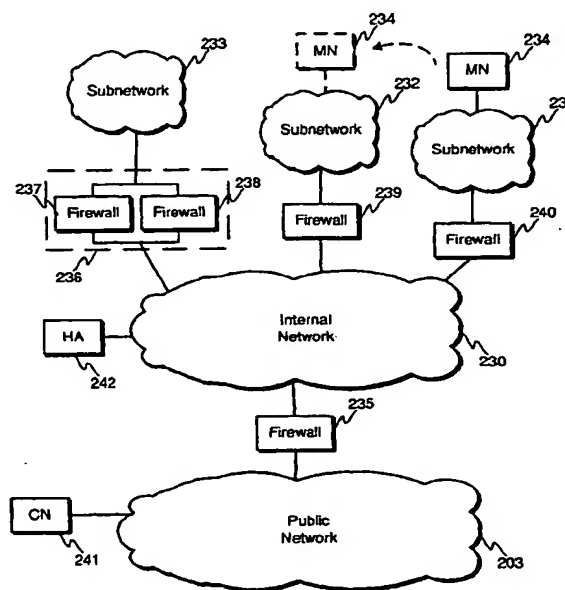 233
Subnetwork
237
Firewall
Firewall
238
236
MN
234
232
Subnetwork
Firewall
239
MN
234
Subnetwork
Firewall
240
Internal
Network
230
HA
242
Firewall
235
CN
241
Public
Network
203